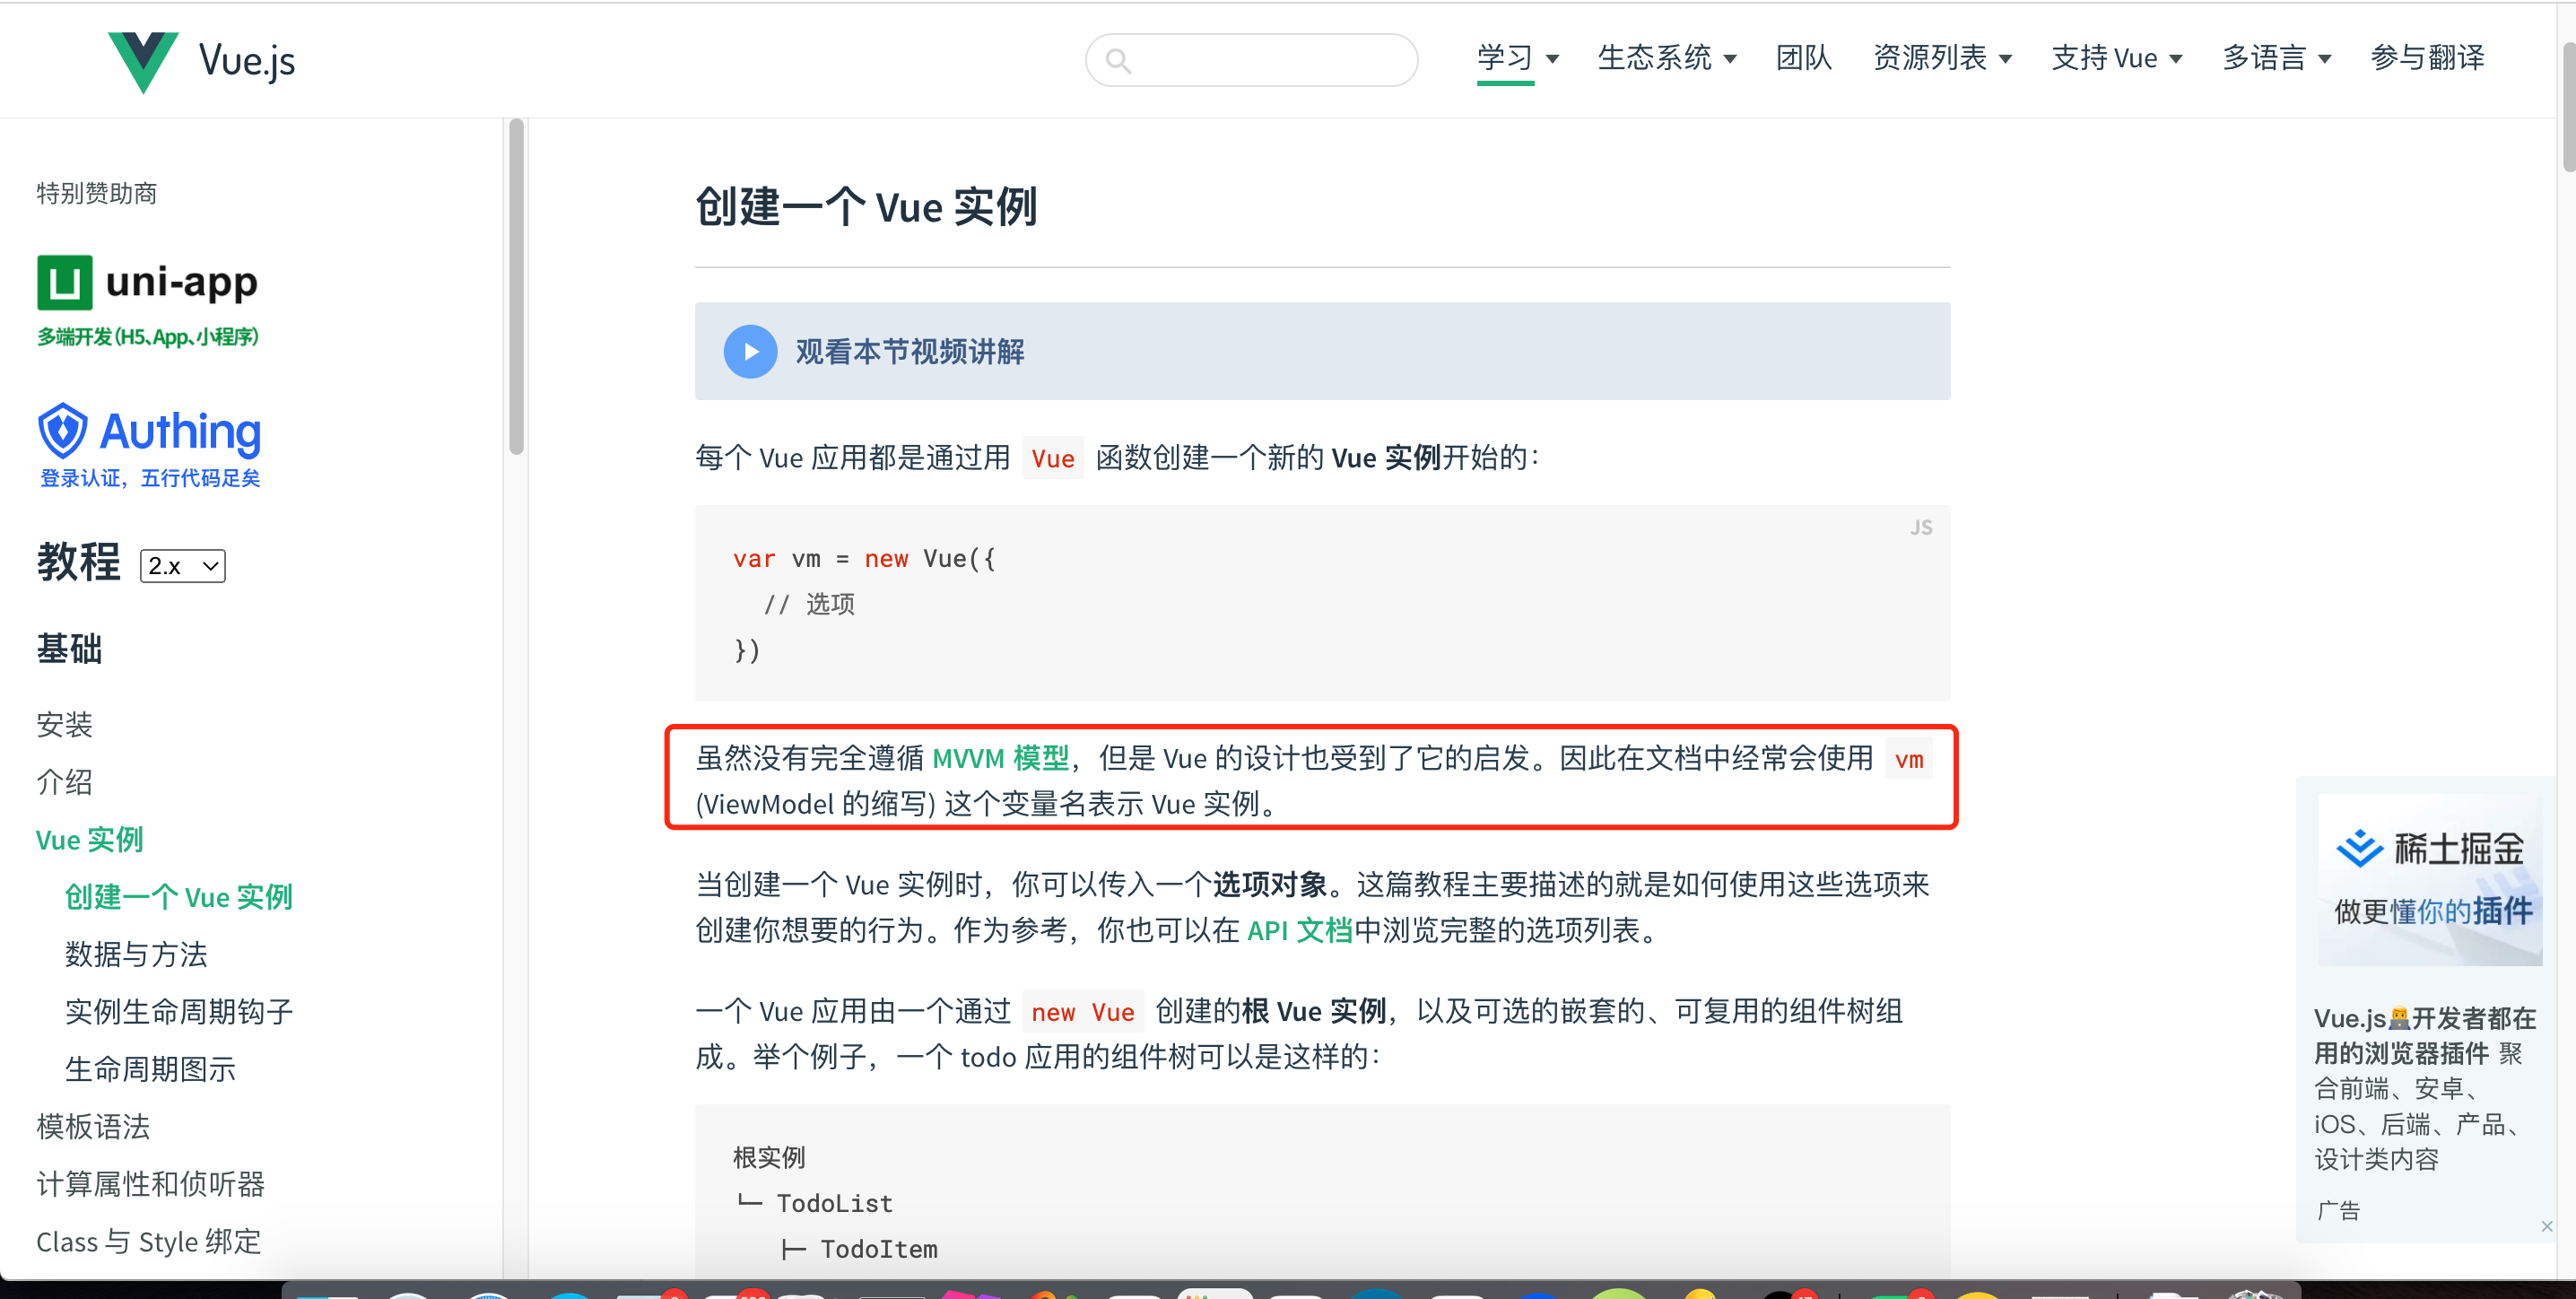 Vue.js
学习 生态系统 团队 资源列表 支持 Vue 多语言 参与翻译
特别赞助商
uni-app
多端开发(H5、App、小程序)
Authing
登录认证，五行代码足矣
教程 2.x
基础
安装
介绍
Vue 实例
创建一个 Vue 实例
数据与方法
实例生命周期钩子
生命周期图示
模板语法
计算属性和侦听器
Class 与 Style 绑定
创建一个 Vue 实例
观看本节视频讲解
每个 Vue 应用都是通过用 Vue 函数创建一个新的 Vue 实例开始的：
JS
var vm = new Vue({
// 选项
})
虽然没有完全遵循 MVVM 模型，但是 Vue 的设计也受到了它的启发。因此在文档中经常会使用 vm
(ViewModel 的缩写) 这个变量名表示 Vue 实例。
当创建一个 Vue 实例时，你可以传入一个选项对象。这篇教程主要描述的就是如何使用这些选项来
创建你想要的行为。作为参考，你也可以在 API 文档中浏览完整的选项列表。
一个 Vue 应用由一个通过 new Vue 创建的根 Vue 实例，以及可选的嵌套的、可复用的组件树组
成。举个例子，一个 todo 应用的组件树可以是这样的：
根实例
└─ TodoList
├─ TodoItem
稀土掘金
做更懂你的插件
Vue.js👨‍💻开发者都在
用的浏览器插件 聚
合前端、安卓、
iOS、后端、产品、
设计类内容
广告
×